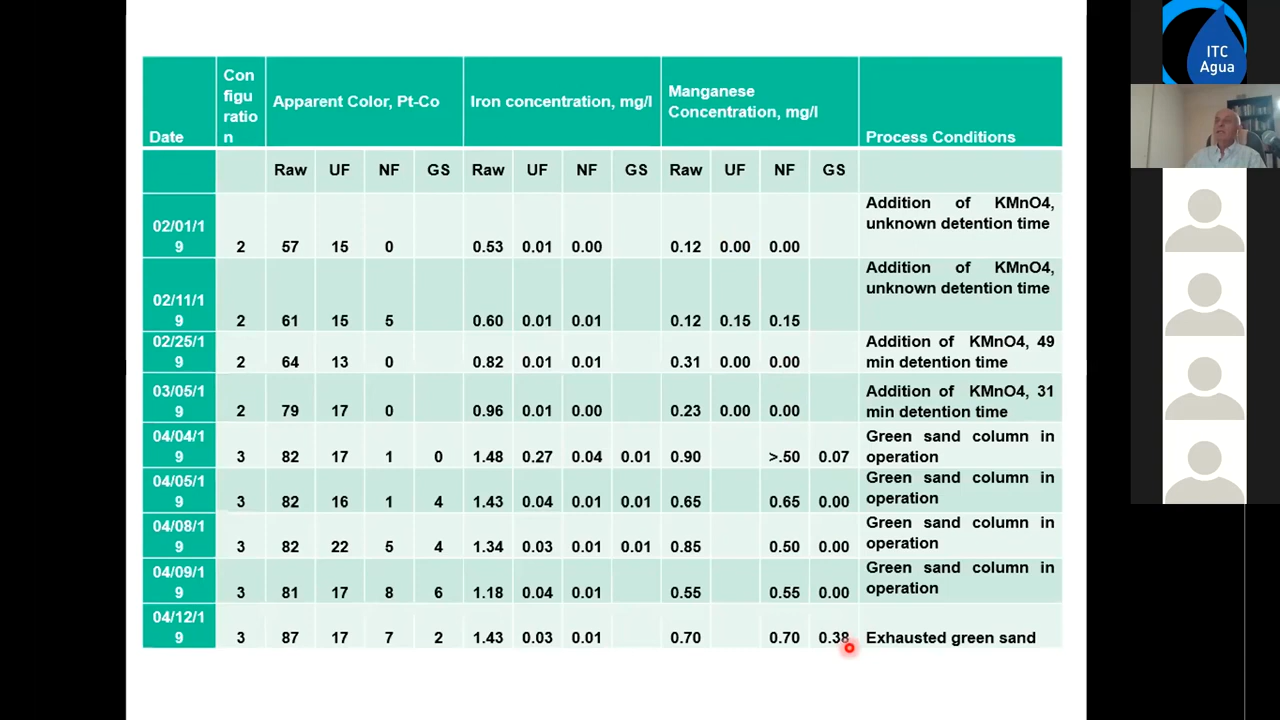 ITC
Agua
Date
Con
figu
ratio
n
Apparent Color, Pt-Co
Iron concentration, mg/l
Manganese
Concentration, mg/l
Process Conditions
Raw UF NF GS Raw UF NF GS Raw UF NF GS
02/01/1
9 2 57 15 0 0.53 0.01 0.00 0.12 0.00 0.00
Addition of KMnO4,
unknown detention time
02/11/1
9 2 61 15 5 0.60 0.01 0.01 0.12 0.15 0.15
Addition of KMnO4,
unknown detention time
02/25/1
9 2 64 13 0 0.82 0.01 0.01 0.31 0.00 0.00
Addition of KMnO4, 49
min detention time
03/05/1
9 2 79 17 0 0.96 0.01 0.00 0.23 0.00 0.00
Addition of KMnO4, 31
min detention time
04/04/1
9 3 82 17 1 0 1.48 0.27 0.04 0.01 0.90 >.50 0.07
Green sand column in
operation
04/05/1
9 3 82 16 1 4 1.43 0.04 0.01 0.01 0.65 0.65 0.00
Green sand column in
operation
04/08/1
9 3 82 22 5 4 1.34 0.03 0.01 0.01 0.85 0.50 0.00
Green sand column in
operation
04/09/1
9 3 81 17 8 6 1.18 0.04 0.01 0.55 0.55 0.00
Green sand column in
operation
04/12/1
9 3 87 17 7 2 1.43 0.03 0.01 0.70 0.70 0.38
Exhausted green sand